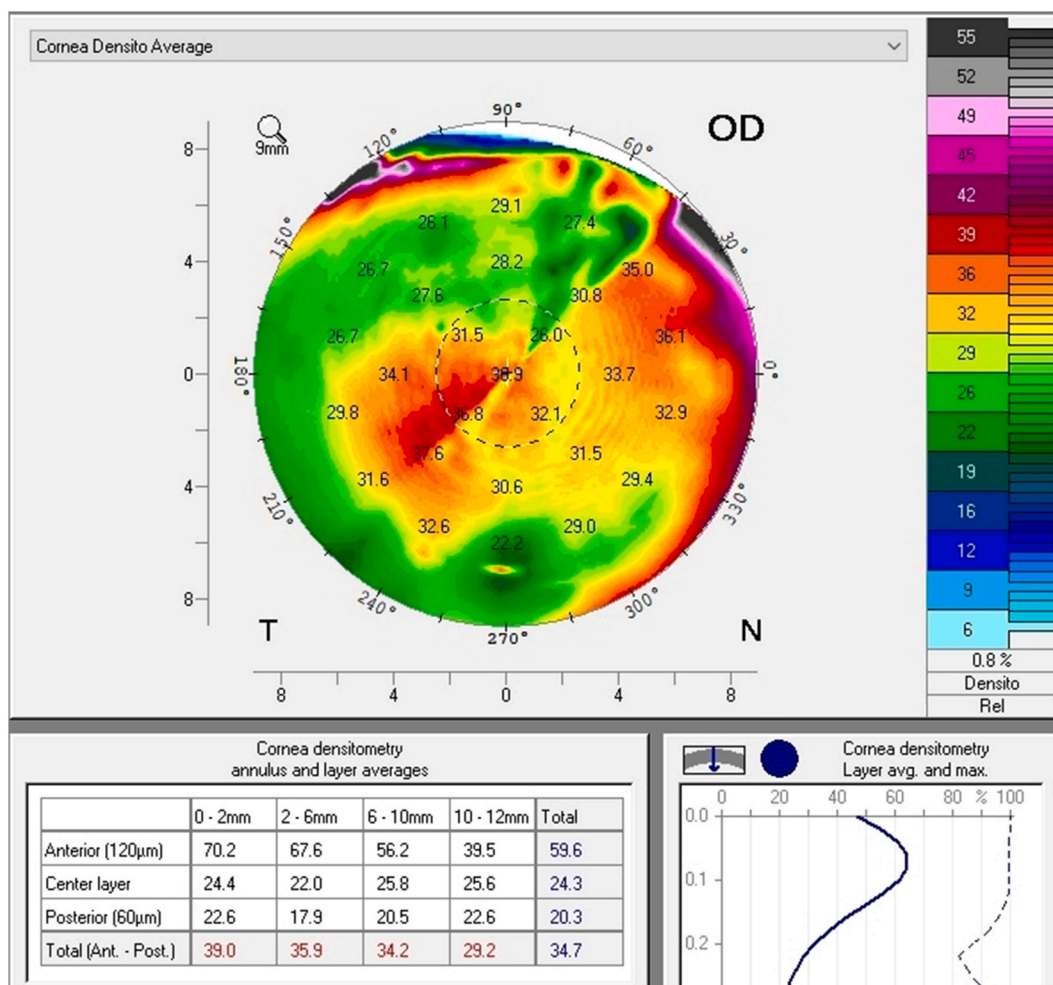 Cornea Densito Average
9mm
OD
90°
120°
60°
150°
30°
180°
0°
210°
330°
240°
300°
270°
8
4
0
4
8
T
N
8 4 0 4 8
29.1
26.1 27.4
26.7 28.2 35.0
27.6 30.8
26.7 31.5 26.0 36.1
34.1 33.7
29.8 36.8 32.1 32.9
37.6 31.5
31.6 30.6 29.4
32.6 29.0
22.2
55
52
49
45
42
39
36
32
29
26
22
19
16
12
9
6
0.8 %
Densito
Rel
Cornea densitometry
annulus and layer averages
0 - 2mm 2 - 6mm 6 - 10mm 10 - 12mm Total
Anterior (120µm) 70.2 67.6 56.2 39.5 59.6
Center layer 24.4 22.0 25.8 25.6 24.3
Posterior (60µm) 22.6 17.9 20.5 22.6 20.3
Total (Ant. - Post.) 39.0 35.9 34.2 29.2 34.7
Cornea densitometry
Layer avg. and max.
0 20 40 60 80 % 100
0.0
0.1
0.2